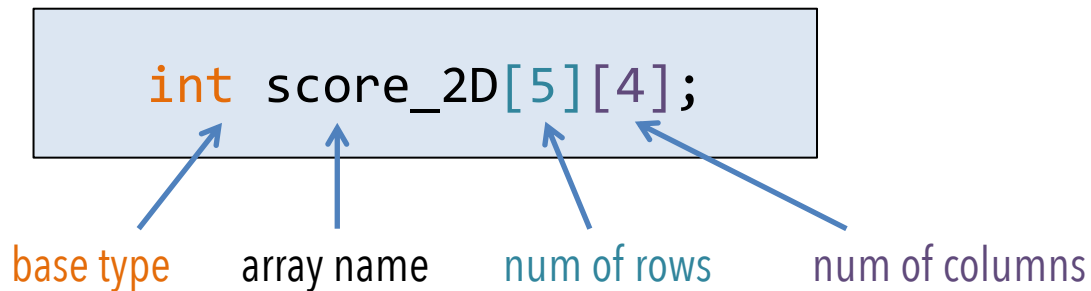 int score_2D[5][4];
base type array name num of rows num of columns